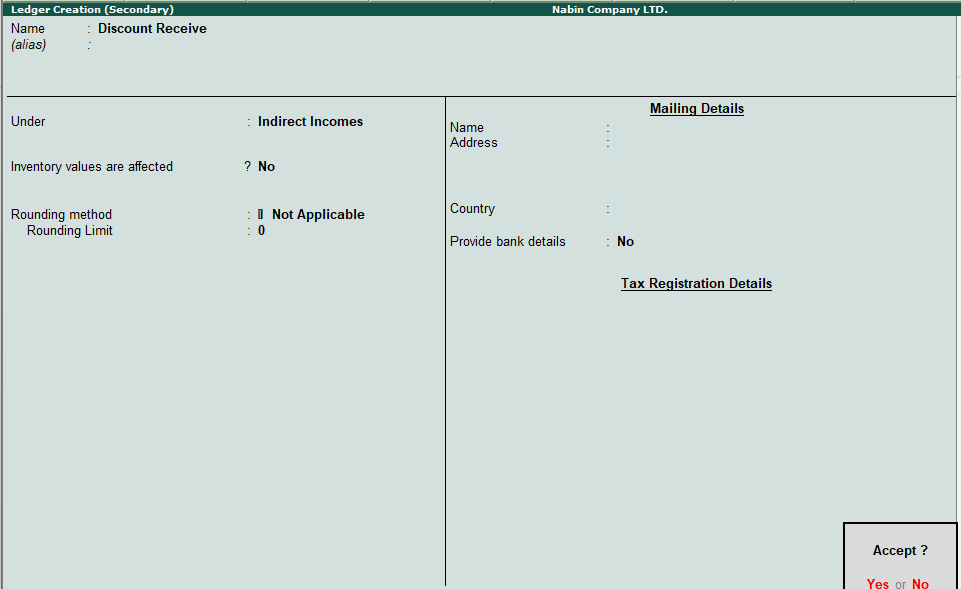 Ledger Creation (Secondary) Nabin Company LTD.
Name : Discount Receive
(alias) :
Under : Indirect Incomes
Inventory values are affected ? No
Rounding method : Not Applicable
Rounding Limit : 0
Mailing Details
Name :
Address :
Country :
Provide bank details : No
Tax Registration Details
Accept ?
Yes or No